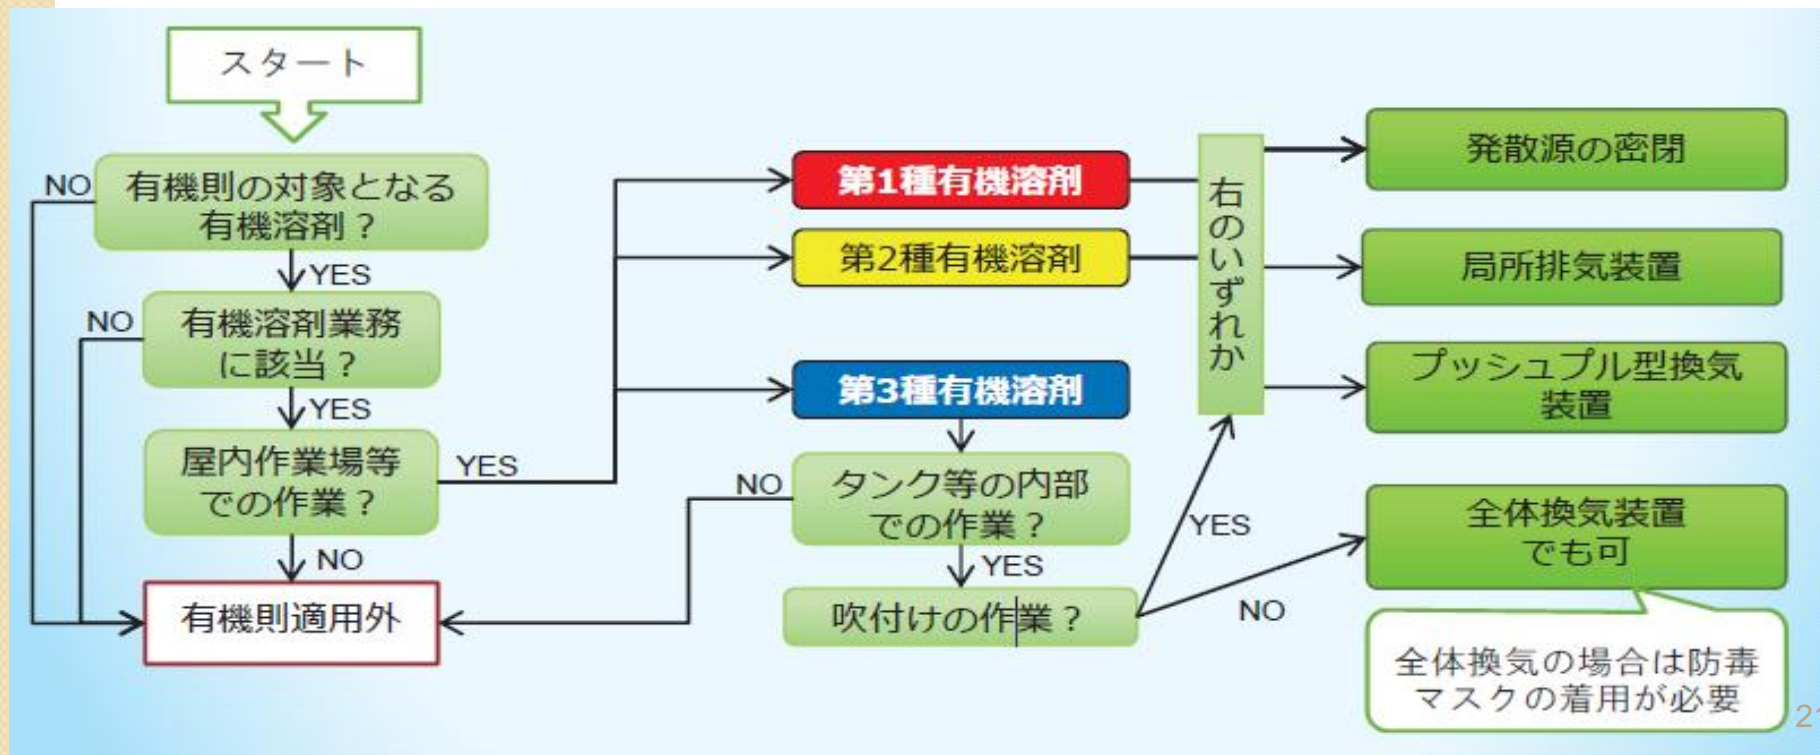 スタート
有機則の対象となる
有機溶剤？
NO
YES
有機溶剤業務
に該当？
NO
YES
屋内作業場等
での作業？
YES
NO
有機則適用外
第1種有機溶剤
第2種有機溶剤
第3種有機溶剤
タンク等の内部
での作業？
NO
YES
吹付けの作業？
YES
NO
右のいずれか
発散源の密閉
局所排気装置
プッシュプル型換気
装置
全体換気装置
でも可
全体換気の場合は防毒
マスクの着用が必要